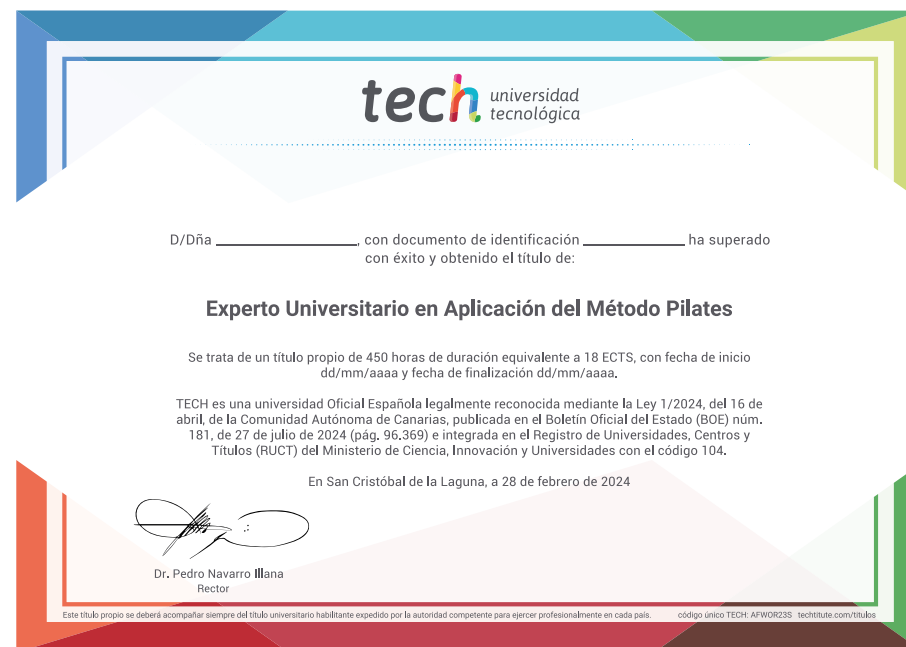 tech universidad
tecnológica
D/Dña ____________, con documento de identificación ____________ ha superado
con éxito y obtenido el título de:
Experto Universitario en Aplicación del Método Pilates
Se trata de un título propio de 450 horas de duración equivalente a 18 ECTS, con fecha de inicio
dd/mm/aaaa y fecha de finalización dd/mm/aaaa.
TECH es una universidad Oficial Española legalmente reconocida mediante la Ley 1/2024, del 16 de
abril, de la Comunidad Autónoma de Canarias, publicada en el Boletín Oficial del Estado (BOE) núm.
181, de 27 de julio de 2024 (pág. 96.369) e integrada en el Registro de Universidades, Centros y
Títulos (RUCT) del Ministerio de Ciencia, Innovación y Universidades con el código 104.
En San Cristóbal de la Laguna, a 28 de febrero de 2024
Dr. Pedro Navarro Illana
Rector
Este título propio se deberá acompañar siempre del título universitario habilitante expedido por la autoridad competente para ejercer profesionalmente en cada país. código único TECH: AFWOR23S techtitute.com/titulos